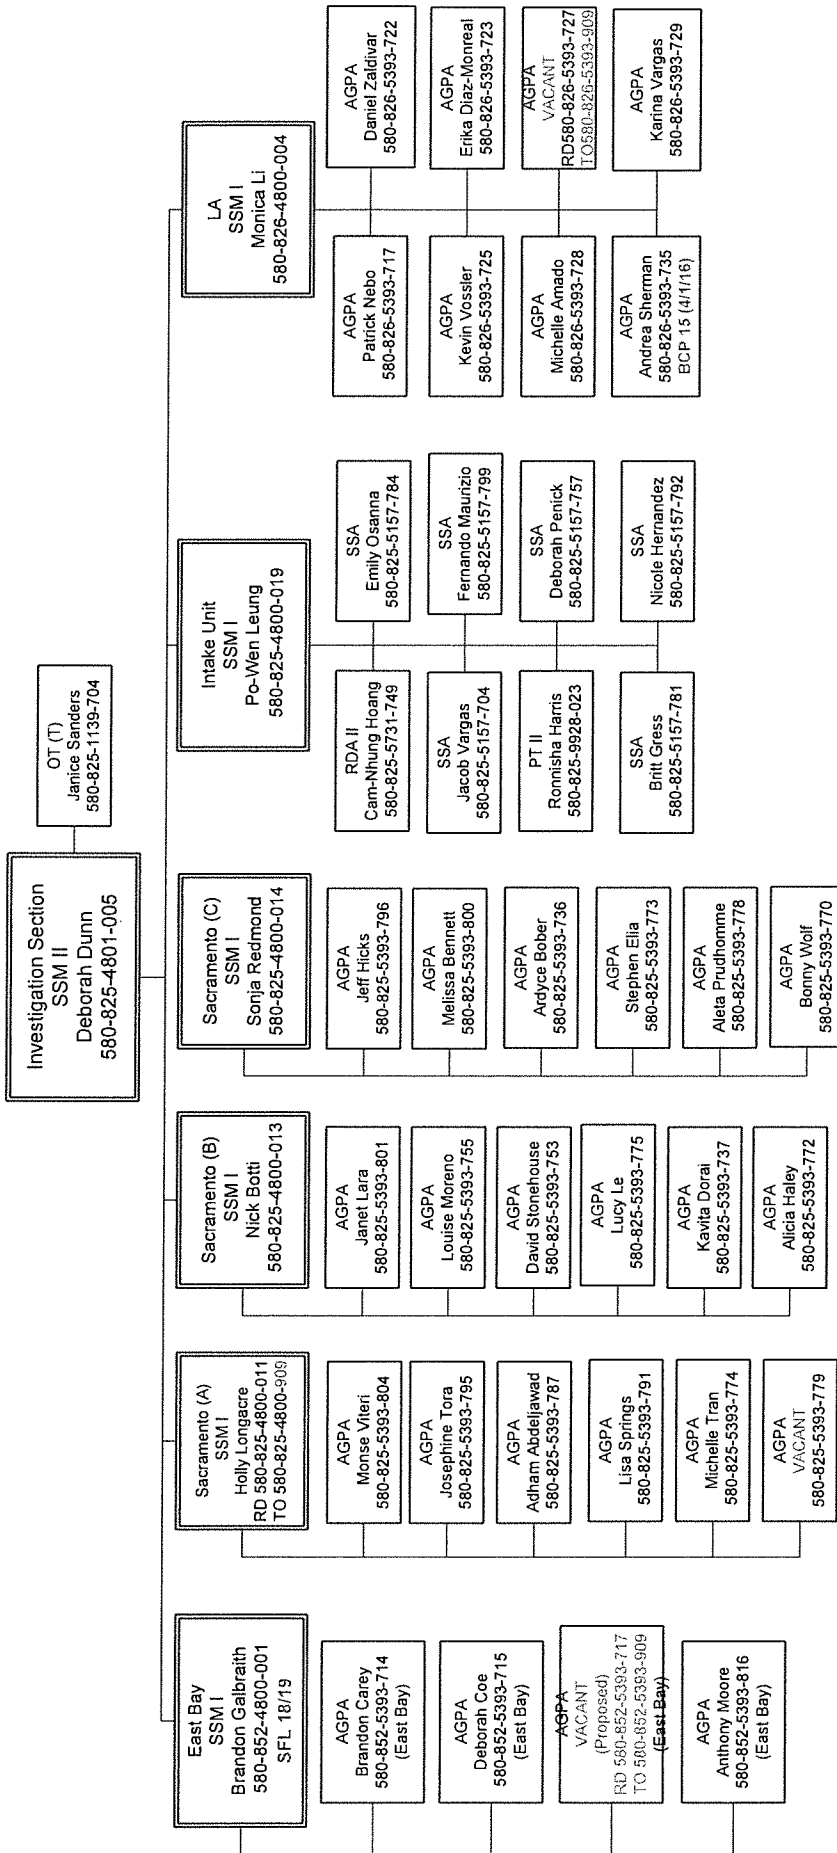 Investigation Section
SSM II
Deborah Dunn
580-825-4801-005
OT (T)
Janice Sanders
580-825-1139-704
East Bay
SSM I
Brandon Galbraith
580-852-4800-001
SFL 18/19
AGPA
Brandon Carey
580-852-5393-714
(East Bay)
AGPA
Deborah Coe
580-852-5393-715
(East Bay)
AGPA
VACANT
(Proposed)
RD 580-852-5393-717
TO 580-852-5393-909
(East Bay)
AGPA
Anthony Moore
580-852-5393-816
(East Bay)
Sacramento (A)
SSM I
Holly Longacre
RD 580-825-4800-011
TO 580-825-4800-909
AGPA
Monse Viteri
580-825-5393-804
AGPA
Josephine Tora
580-825-5393-795
AGPA
Adham Abdeljawad
580-825-5393-787
AGPA
Lisa Springs
580-825-5393-791
AGPA
Michelle Tran
580-825-5393-774
AGPA
VACANT
580-825-5393-779
Sacramento (B)
SSM I
Nick Botti
580-825-4800-013
AGPA
Janet Lara
580-825-5393-801
AGPA
Louise Moreno
580-825-5393-755
AGPA
David Stonehouse
580-825-5393-753
AGPA
Lucy Le
580-825-5393-775
AGPA
Kavita Dorai
580-825-5393-737
AGPA
Alicia Haley
580-825-5393-772
Sacramento (C)
SSM I
Sonja Redmond
580-825-4800-014
AGPA
Jeff Hicks
580-825-5393-796
AGPA
Melissa Bennett
580-825-5393-800
AGPA
Ardyce Bober
580-825-5393-736
AGPA
Stephen Elia
580-825-5393-773
AGPA
Aleta Prudhomme
580-825-5393-778
AGPA
Bonny Wolf
580-825-5393-770
Intake Unit
SSM I
Po-Wen Leung
580-825-4800-019
RDA II
Cam-Nhung Hoang
580-825-5731-749
SSA
Emily Osanna
580-825-5157-784
SSA
Jacob Vargas
580-825-5157-704
SSA
Fernando Maurizio
580-825-5157-799
PT II
Ronnisha Harris
580-825-9928-023
SSA
Deborah Penick
580-825-5157-757
SSA
Britt Gress
580-825-5157-781
SSA
Nicole Hernandez
580-825-5157-792
LA
SSM I
Monica Li
580-826-4800-004
AGPA
Patrick Nebo
580-826-5393-717
AGPA
Daniel Zaldivar
580-826-5393-722
AGPA
Kevin Vossler
580-826-5393-725
AGPA
Erika Diaz-Monreal
580-826-5393-723
AGPA
Michelle Amado
580-826-5393-728
AGPA
VACANT
RD580-826-5393-727
TO580-826-5393-909
AGPA
Andrea Sherman
580-826-5393-735
BCP 15 (4/1/16)
AGPA
Karina Vargas
580-826-5393-729